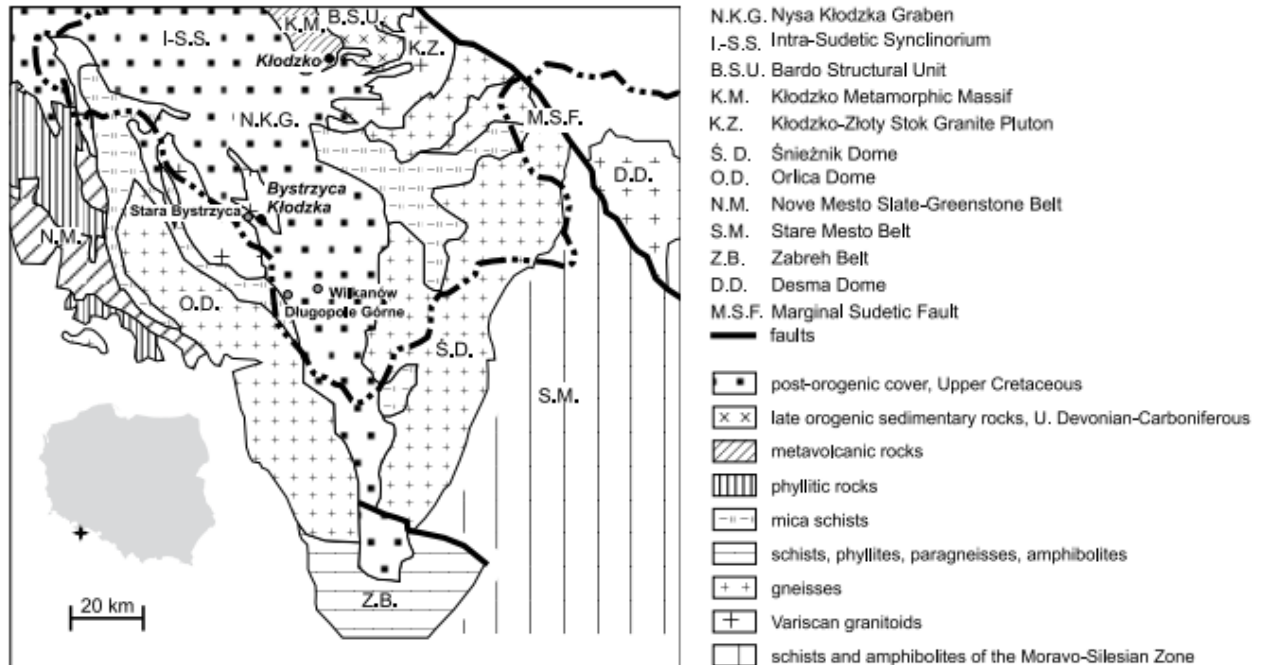 K.M.
B.S.U.
I-S.S.
K.Z.
Kłodzko
N.K.G.
M.S.F.
D.D.
Bystrzyca
Kłodzka
Stara Bystrzyca
N.M.
Wilkanów
O.D.
Długopole Górne
Ś.D.
S.M.
20 km
Z.B.
N.K.G. Nysa Kłodzka Graben
I.-S.S. Intra-Sudetic Synclinorium
B.S.U. Bardo Structural Unit
K.M. Kłodzko Metamorphic Massif
K.Z. Kłodzko-Złoty Stok Granite Pluton
Ś. D. Śnieżnik Dome
O.D. Orlica Dome
N.M. Nove Mesto Slate-Greenstone Belt
S.M. Stare Mesto Belt
Z.B. Zabreh Belt
D.D. Desma Dome
M.S.F. Marginal Sudetic Fault
faults
post-orogenic cover, Upper Cretaceous
late orogenic sedimentary rocks, U. Devonian-Carboniferous
metavolcanic rocks
phyllitic rocks
mica schists
schists, phyllites, paragneisses, amphibolites
gneisses
Variscan granitoids
schists and amphibolites of the Moravo-Silesian Zone